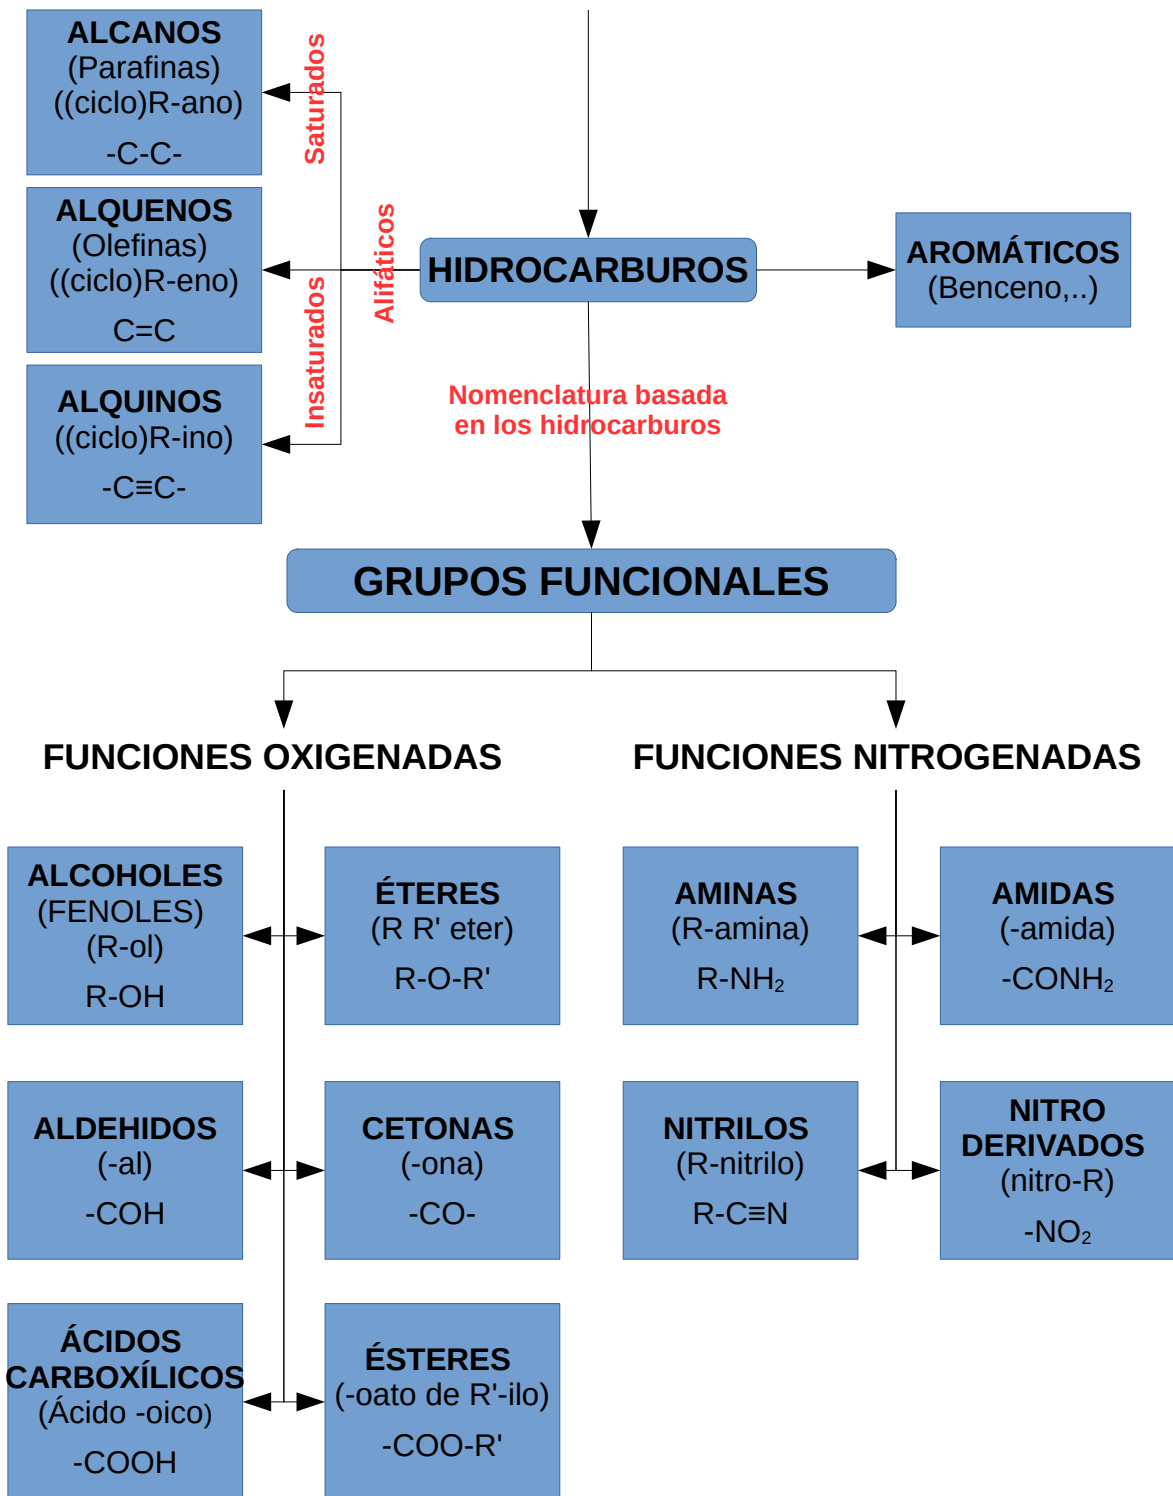 ALCANOS
(Parafinas)
((ciclo)R-ano)
-C-C-
Saturados
ALQUENOS
(Olefinas)
((ciclo)R-eno)
C=C
Insaturados
ALQUINOS
((ciclo)R-ino)
-C≡C-
Alifáticos
HIDROCARBUROS
AROMÁTICOS
(Benceno,..)
Nomenclatura basada
en los hidrocarburos
GRUPOS FUNCIONALES
FUNCIONES OXIGENADAS
FUNCIONES NITROGENADAS
ALCOHOLES
(FENOLES)
(R-ol)
R-OH
ÉTERES
(R R' eter)
R-O-R'
AMINAS
(R-amina)
R-NH₂
AMIDAS
(-amida)
-CONH₂
ALDEHIDOS
(-al)
-COH
CETONAS
(-ona)
-CO-
NITRILOS
(R-nitrilo)
R-C≡N
NITRO
DERIVADOS
(nitro-R)
-NO₂
ÁCIDOS
CARBOXÍLICOS
(Ácido -oico)
-COOH
ÉSTERES
(-oato de R'-ilo)
-COO-R'